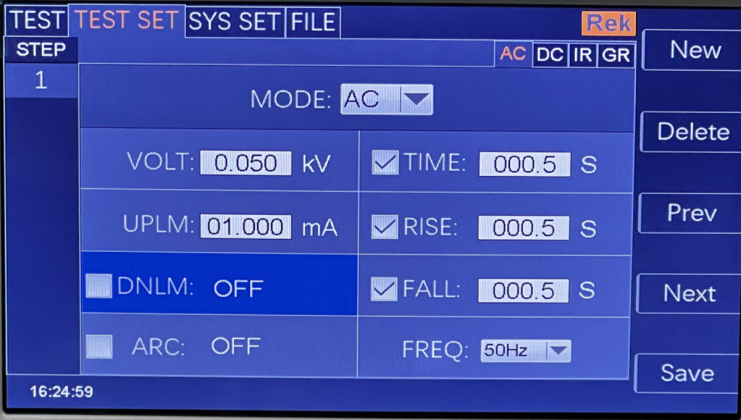 TEST TEST SET SYS SET FILE Rek
STEP AC DC IR GR New
1 MODE: AC
Delete
VOLT: 0.050 kV TIME: 000.5 S
UPLM: 01.000 mA RISE: 000.5 S Prev
DNLM: OFF FALL: 000.5 S Next
ARC: OFF FREQ: 50Hz
Save
16:24:59